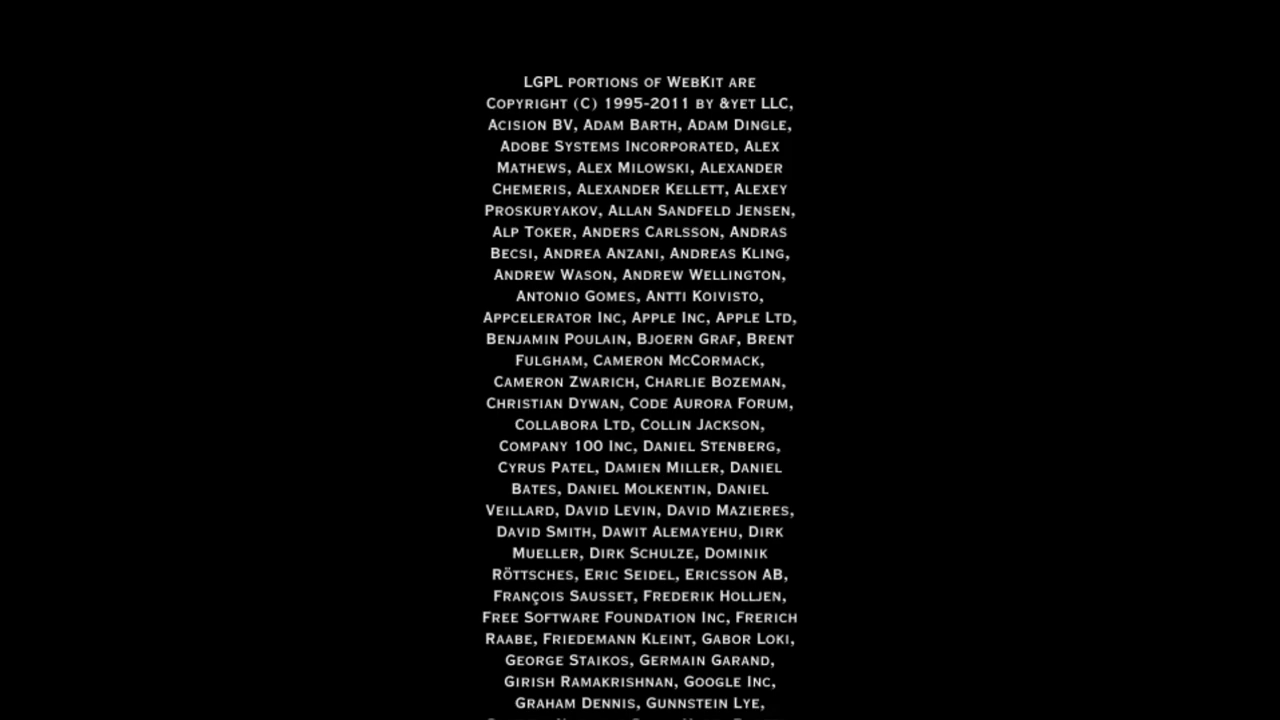 LGPL portions of WebKit are
Copyright (C) 1995-2011 by &yet LLC,
Acision BV, Adam Barth, Adam Dingle,
Adobe Systems Incorporated, Alex
Mathews, Alex Milowski, Alexander
Chemeris, Alexander Kellett, Alexey
Proskuryakov, Allan Sandfeld Jensen,
Alp Toker, Anders Carlsson, Andras
Becsi, Andrea Anzani, Andreas Kling,
Andrew Wason, Andrew Wellington,
Antonio Gomes, Antti Koivisto,
Appcelerator Inc, Apple Inc, Apple Ltd,
Benjamin Poulain, Bjoern Graf, Brent
Fulgham, Cameron McCormack,
Cameron Zwarich, Charlie Bozeman,
Christian Dywan, Code Aurora Forum,
Collabora Ltd, Collin Jackson,
Company 100 Inc, Daniel Stenberg,
Cyrus Patel, Damien Miller, Daniel
Bates, Daniel Molkentin, Daniel
Veillard, David Levin, David Mazieres,
David Smith, Dawit Alemayehu, Dirk
Mueller, Dirk Schulze, Dominik
Röttsches, Eric Seidel, Ericsson AB,
François Sausset, Frederik Holljen,
Free Software Foundation Inc, Frerich
Raabe, Friedemann Kleint, Gabor Loki,
George Staikos, Germain Garand,
Girish Ramakrishnan, Google Inc,
Graham Dennis, Gunnstein Lye,